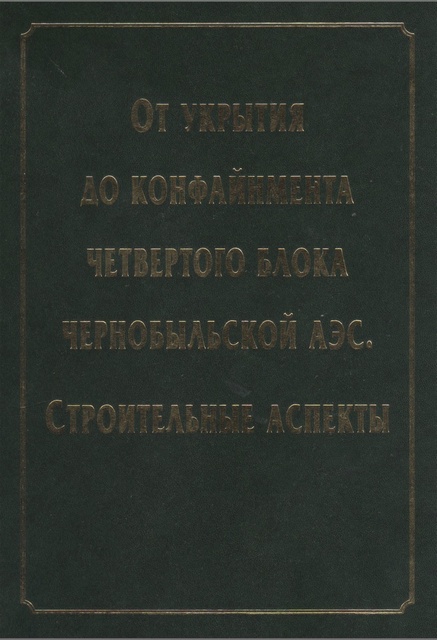 От укрытия
до конфайнмента
четвертого блока
Чернобыльской АЭС.
Строительные аспекты